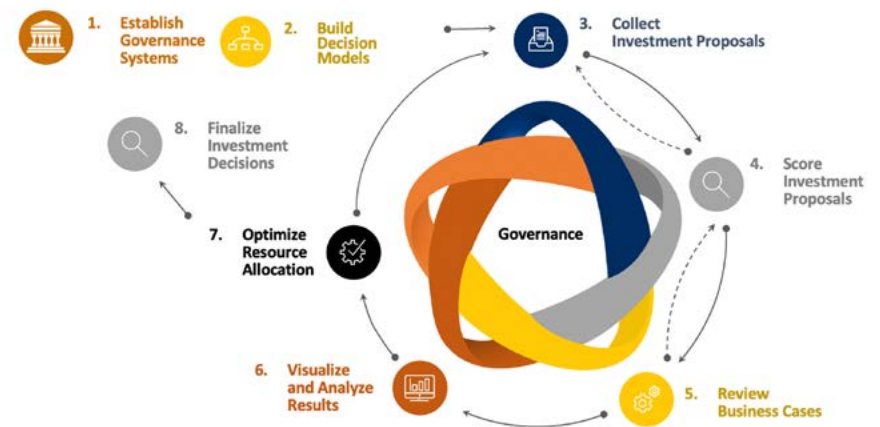 1. Establish
Governance
Systems
2. Build
Decision
Models
3. Collect
Investment Proposals
8. Finalize
Investment
Decisions
4. Score
Investment
Proposals
7. Optimize
Resource
Allocation
Governance
6. Visualize
and Analyze
Results
5. Review
Business Cases